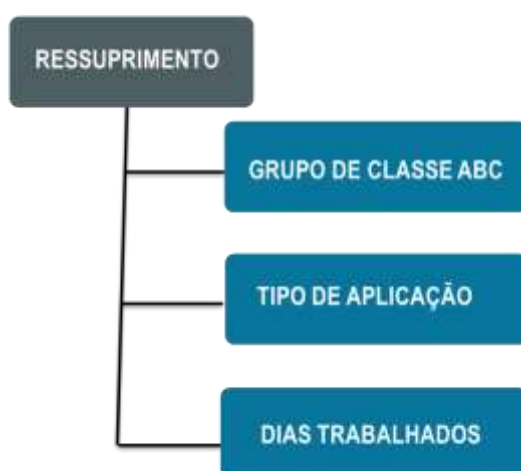 RESSUPRIMENTO
GRUPO DE CLASSE ABC
TIPO DE APLICAÇÃO
DIAS TRABALHADOS